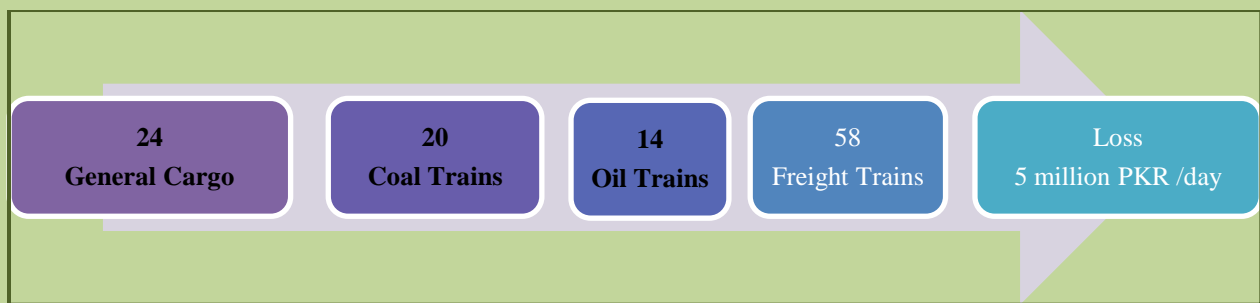 24
General Cargo
20
Coal Trains
14
Oil Trains
58
Freight Trains
Loss
5 million PKR /day